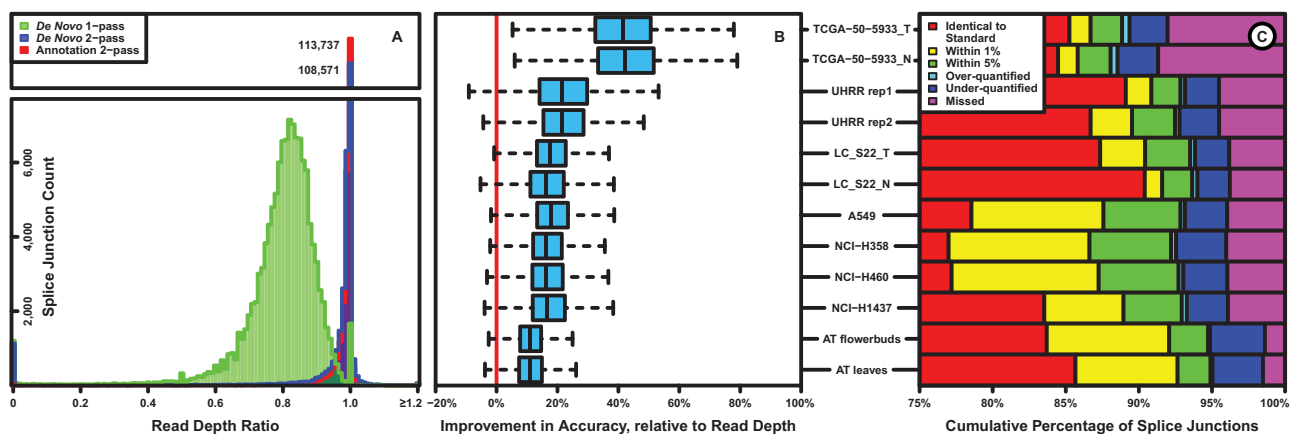 De Novo 1−pass
De Novo 2−pass
Annotation 2−pass
A
113,737
108,571
Splice Junction Count
6,000
4,000
2,000
0
0.2
0.4
0.6
0.8
1.0
≥1.2
Read Depth Ratio
B
−20%
0%
20%
40%
60%
80%
100%
Improvement in Accuracy, relative to Read Depth
TCGA−50−5933_T
TCGA−50−5933_N
UHRR rep1
UHRR rep2
LC_S22_T
LC_S22_N
A549
NCI−H358
NCI−H460
NCI−H1437
AT flowerbuds
AT leaves
Identical to
Standard
Within 1%
Within 5%
Over−quantified
Under−quantified
Missed
C
75%
80%
85%
90%
95%
100%
Cumulative Percentage of Splice Junctions